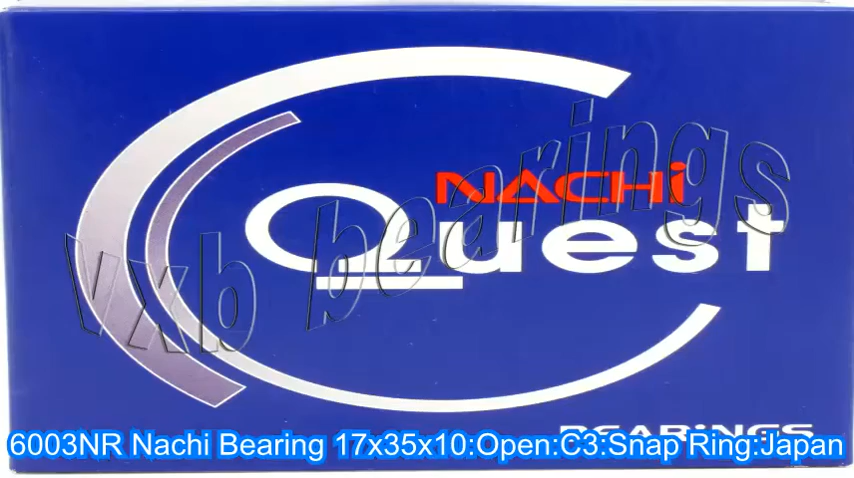 NACHi
Quest
vxb bearings
BEARiNGS
6003NR Nachi Bearing 17x35x10:Open:C3:Snap Ring:Japan